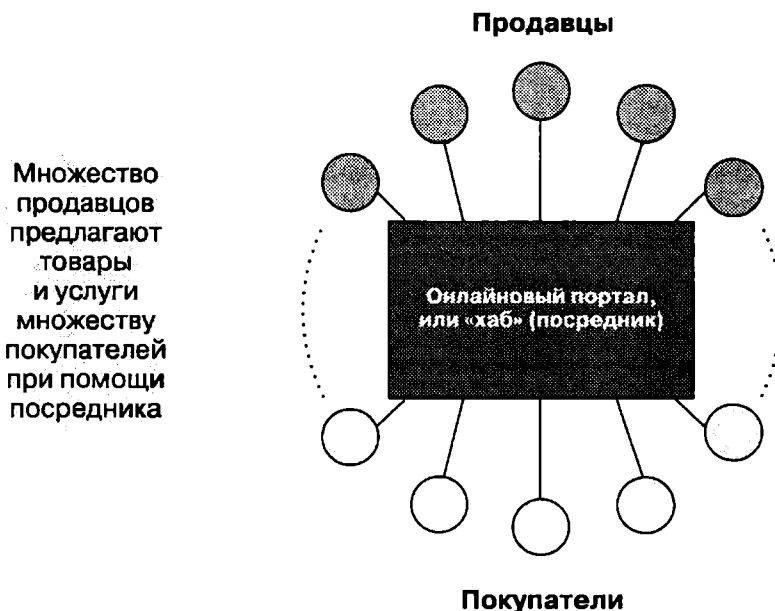 Продавцы
Множество
продавцов
предлагают
товары
и услуги
множеству
покупателей
при помощи
посредника
Онлайновый портал,
или «хаб» (посредник)
Покупатели